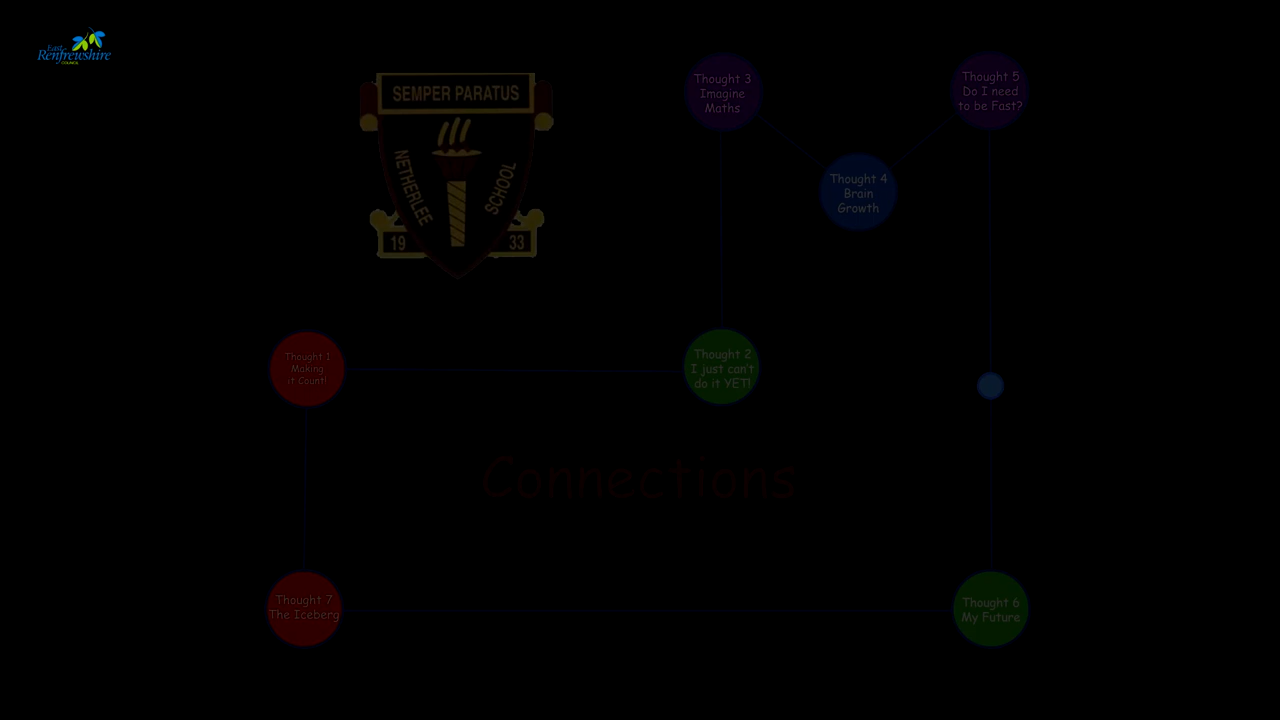 East
Renfrewshire
COUNCIL
SEMPER PARATUS
NETHERLEE
SCHOOL
19
33
Thought 3
Imagine
Maths
Thought 5
Do I need
to be Fast?
Thought 4
Brain
Growth
Thought 1
Making
it Count!
Thought 2
I just can't
do it YET!
Connections
Thought 7
The Iceberg
Thought 6
My Future